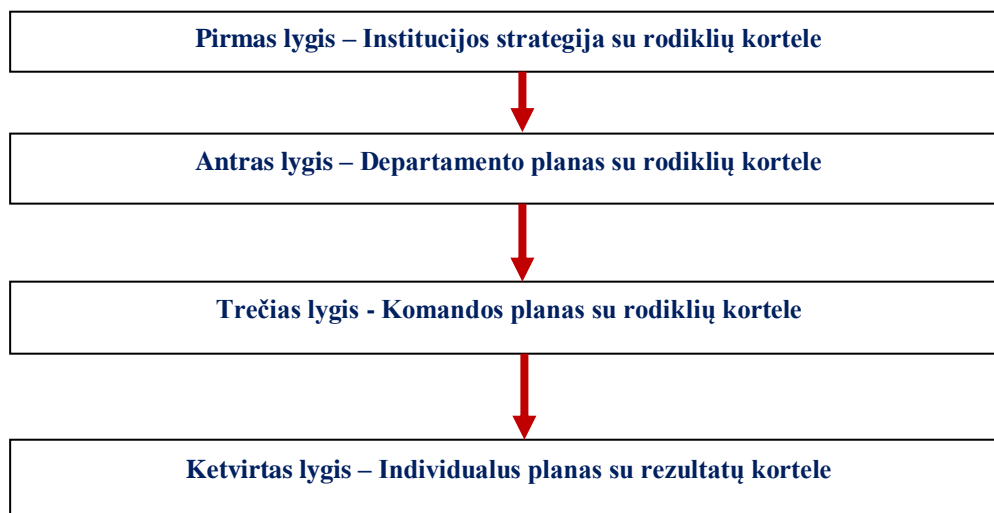 Pirmas lygis – Institucijos strategija su rodiklių kortele
Antras lygis – Departamento planas su rodiklių kortele
Trečias lygis - Komandos planas su rodiklių kortele
Ketvirtas lygis – Individualus planas su rezultatų kortele